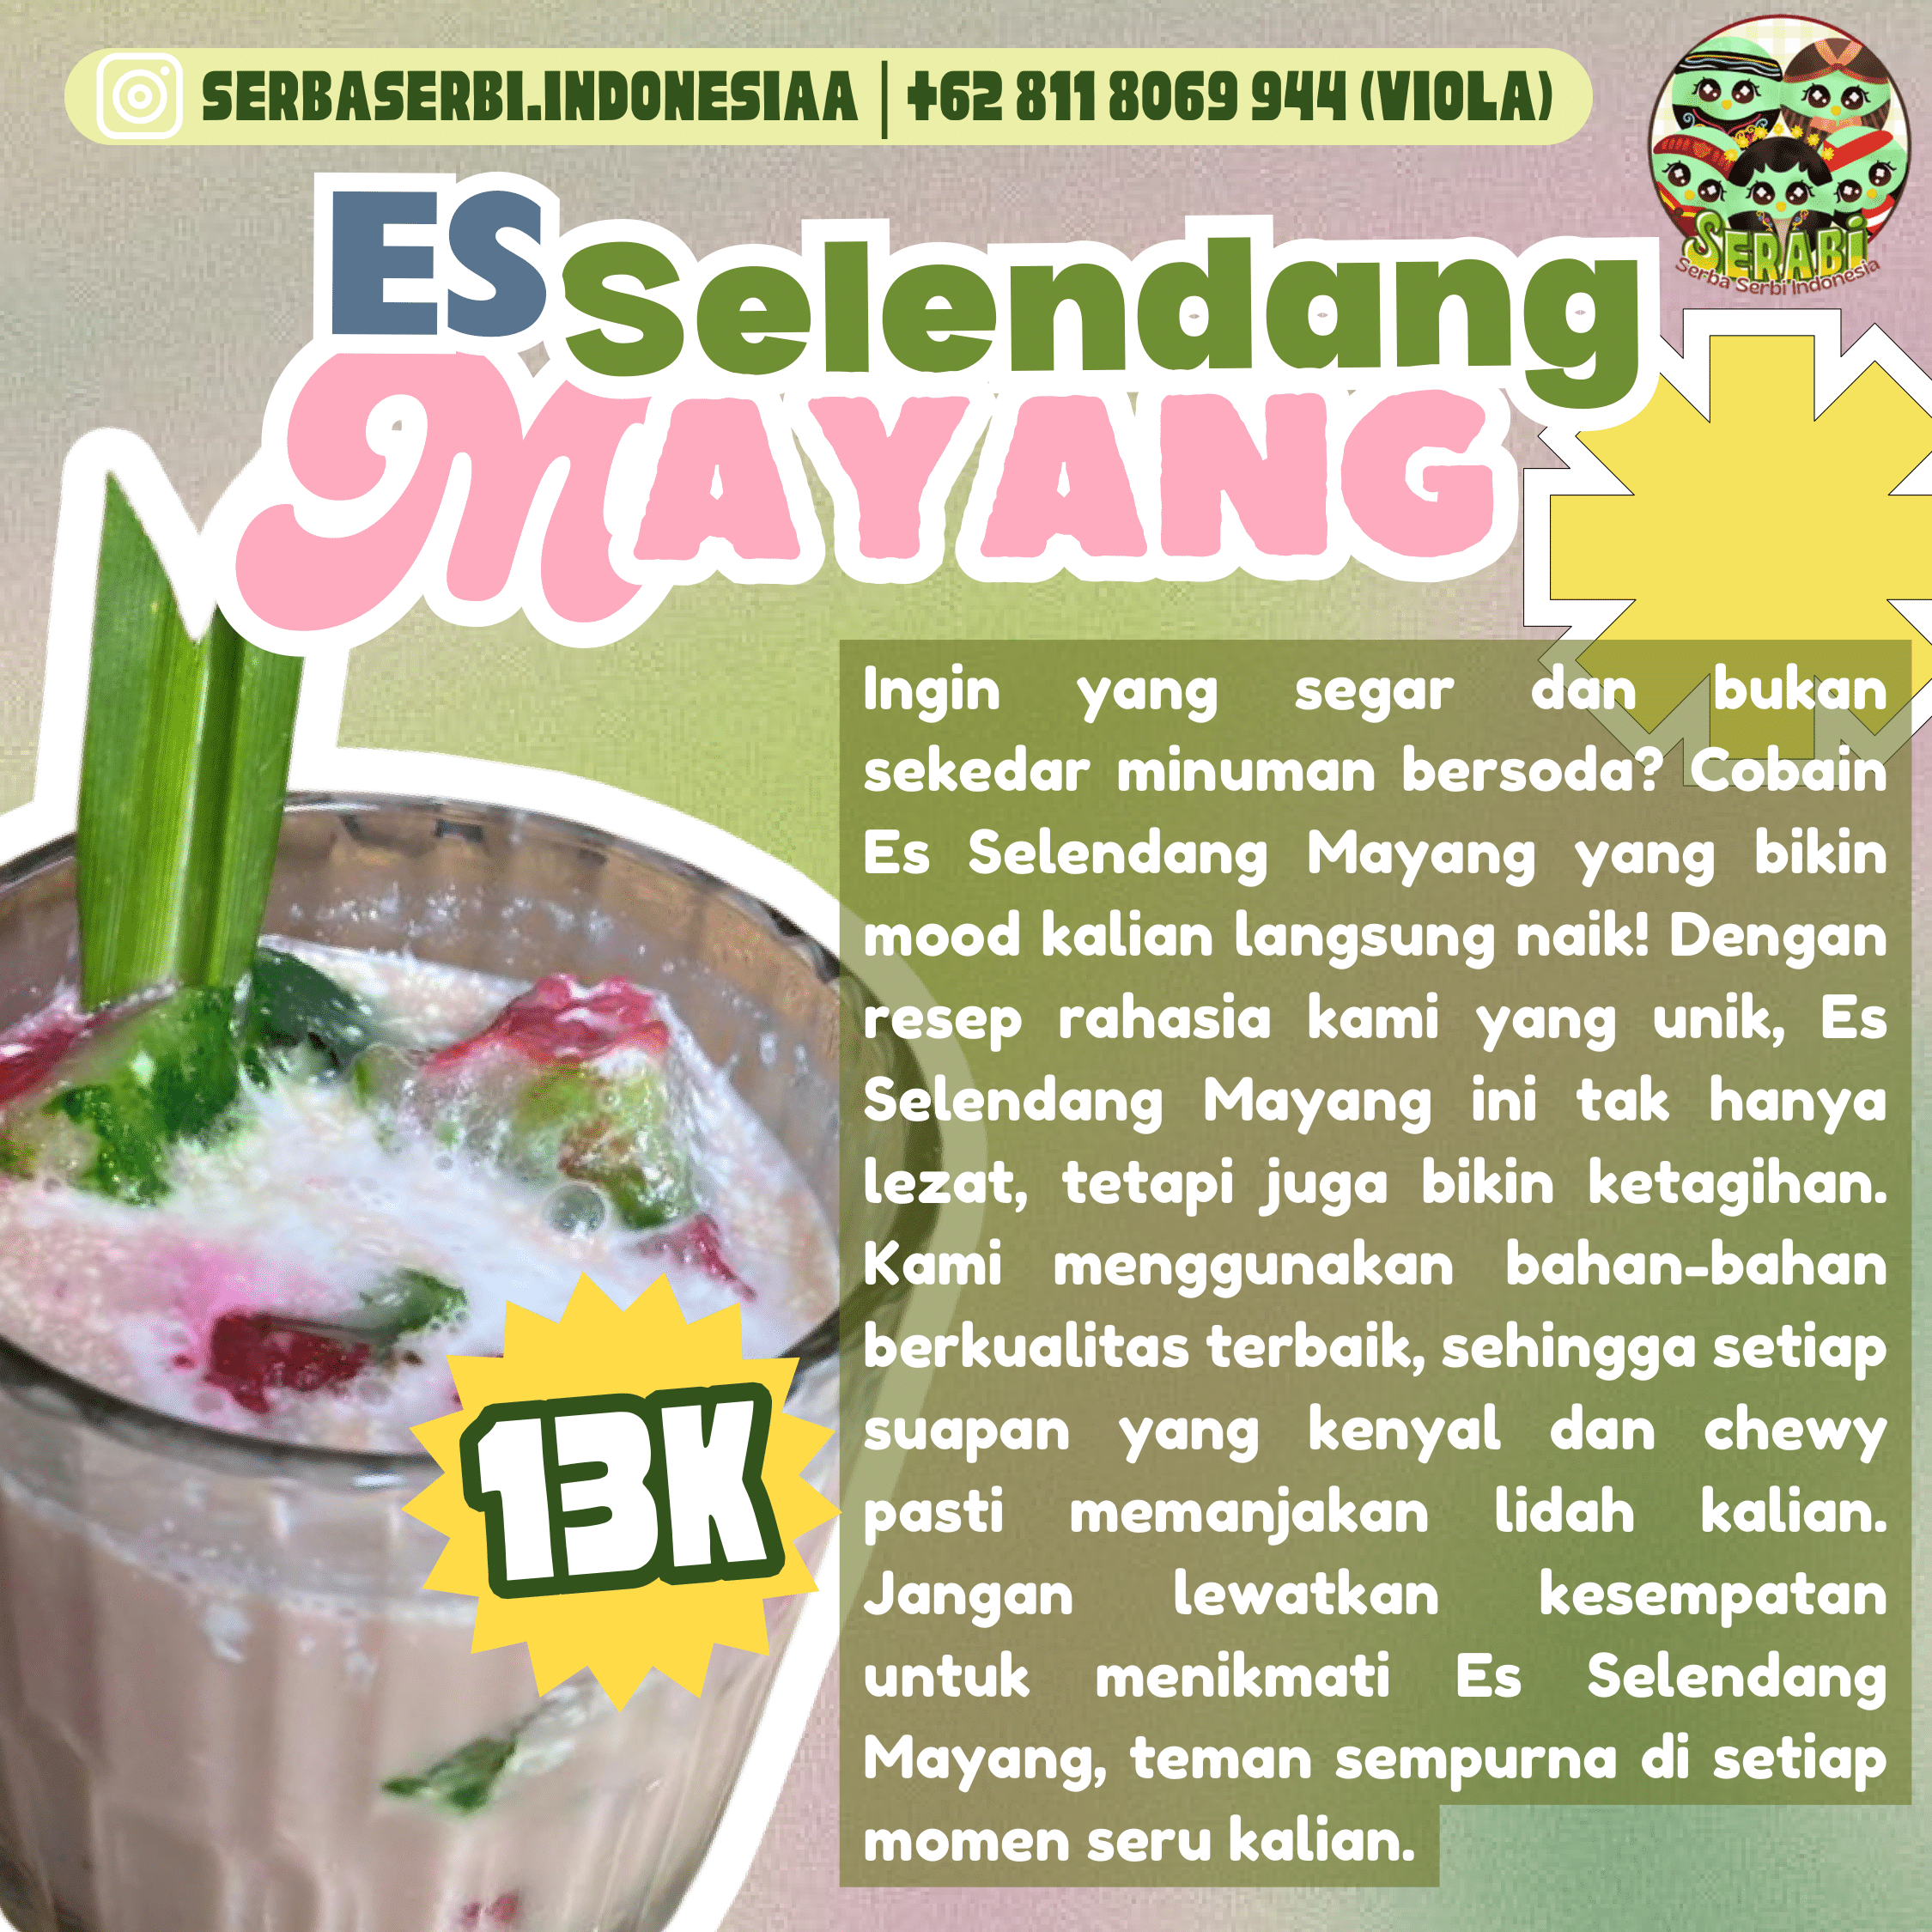 SERBASERBI.INDONESIAA | +62 811 8069 944 (VIOLA)
SERABI
Serba Serbi Indonesia
ES Selendang
MAYANG
Ingin yang segar dan bukan
sekedar minuman bersoda? Cobain
Es Selendang Mayang yang bikin
mood kalian langsung naik! Dengan
resep rahasia kami yang unik, Es
Selendang Mayang ini tak hanya
lezat, tetapi juga bikin ketagihan.
Kami menggunakan bahan-bahan
berkualitas terbaik, sehingga setiap
suapan yang kenyal dan chewy
pasti memanjakan lidah kalian.
Jangan lewatkan kesempatan
untuk menikmati Es Selendang
Mayang, teman sempurna di setiap
momen seru kalian.
13K